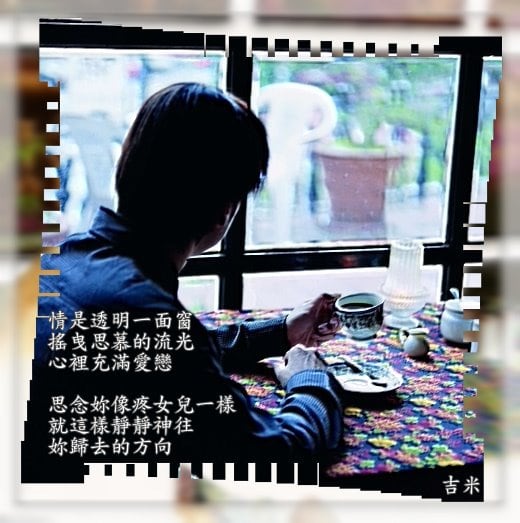 情是透明一面窗
搖曳思慕的流光
心裡充滿愛戀
思念妳像疼女兒一樣
就這樣靜靜神往
妳歸去的方向
吉米